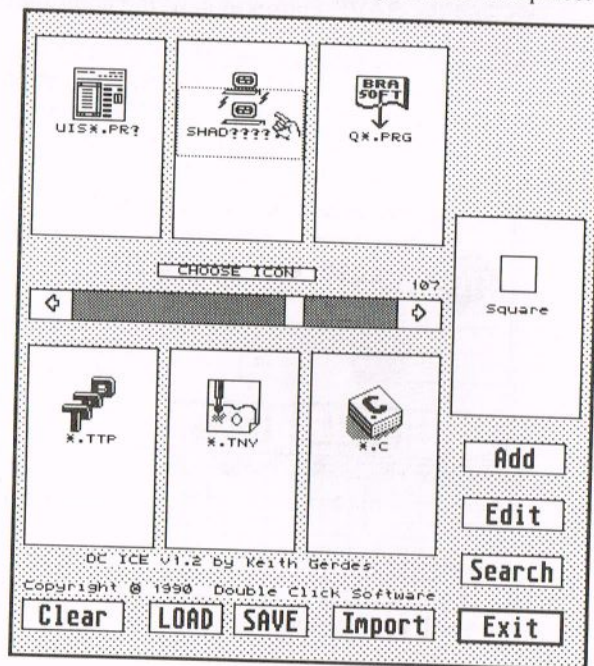 BRA
SOFT
UIS*.PR?
SHAD????
Q*.PRG
CHOOSE ICON
107
Square
TTP
*.TTP
*.TNY
C
*.C
Add
Edit
DC ICE V1.2 by Keith Gerdes
Search
Copyright @ 1990 Double Click Software
Clear
LOAD
SAVE
Import
Exit